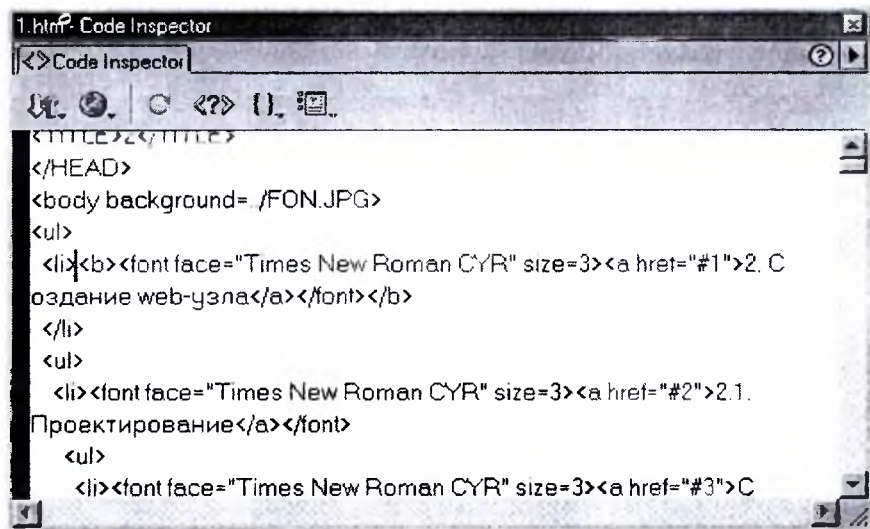 1.htm - Code Inspector
<>Code Inspector
<TITLE>2</TITLE>
</HEAD>
<body background=../FON.JPG>
<ul>
<li><b><font face="Times New Roman CYR" size=3><a href="#1">2. С
оздание web-узла</a></font></b>
</li>
<ul>
<li><font face="Times New Roman CYR" size=3><a href="#2">2.1.
Проектирование</a></font>
<ul>
<li><font face="Times New Roman CYR" size=3><a href="#3">С